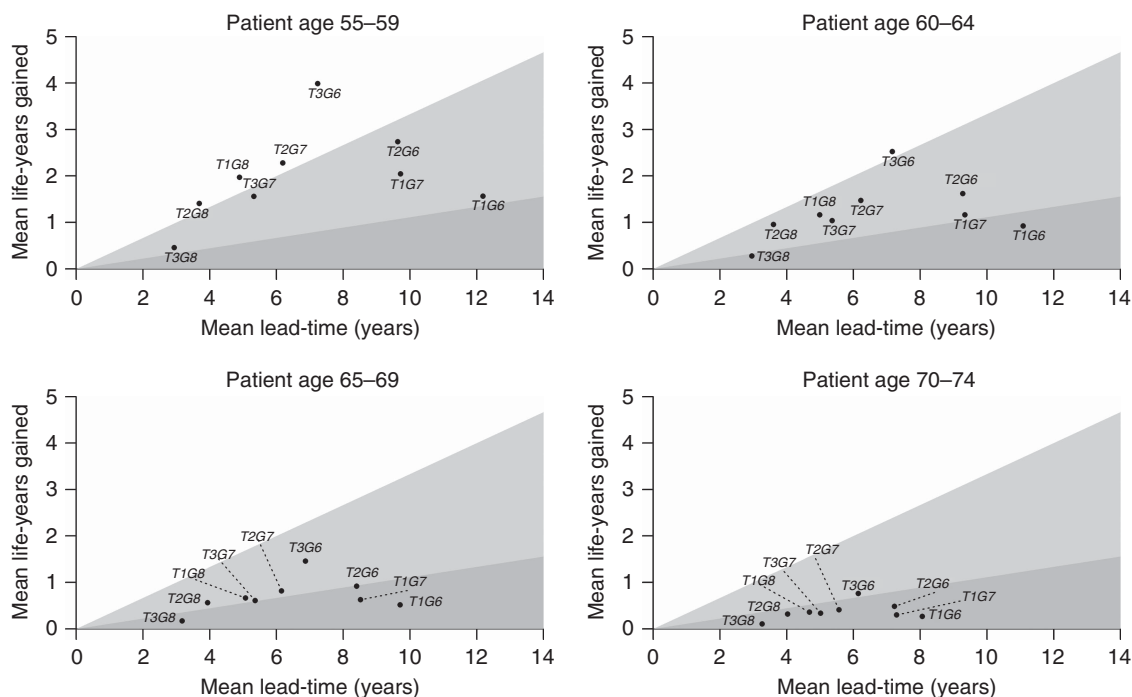 Patient age 55–59
Mean life-years gained
5
4
3
2
1
0
T3G6
T2G7
T1G8
T3G7
T2G6
T1G7
T2G8
T1G6
T3G8
0 2 4 6 8 10 12 14
Mean lead-time (years)
Patient age 60–64
Mean life-years gained
5
4
3
2
1
0
T3G6
T2G6
T1G8
T2G7
T3G7
T2G8
T1G7
T1G6
T3G8
0 2 4 6 8 10 12 14
Mean lead-time (years)
Patient age 65–69
Mean life-years gained
5
4
3
2
1
0
T2G7
T3G7
T3G6
T1G8
T2G6
T1G7
T2G8
T1G6
T3G8
0 2 4 6 8 10 12 14
Mean lead-time (years)
Patient age 70–74
Mean life-years gained
5
4
3
2
1
0
T2G7
T3G7
T1G8
T3G6
T2G6
T1G7
T2G8
T1G6
T3G8
0 2 4 6 8 10 12 14
Mean lead-time (years)